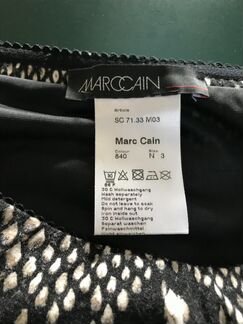 MARCCAIN
Article
SC 71.33 M03
Marc Cain
Colour Size
840 N 3
86 F
30 C Wollwaschgang
Wash separately
Mild detergent
Do not leave to soak
Spin and hang to dry
Iron inside out
30 C Wollwaschgang
Separat waschen
Feinwaschmittel